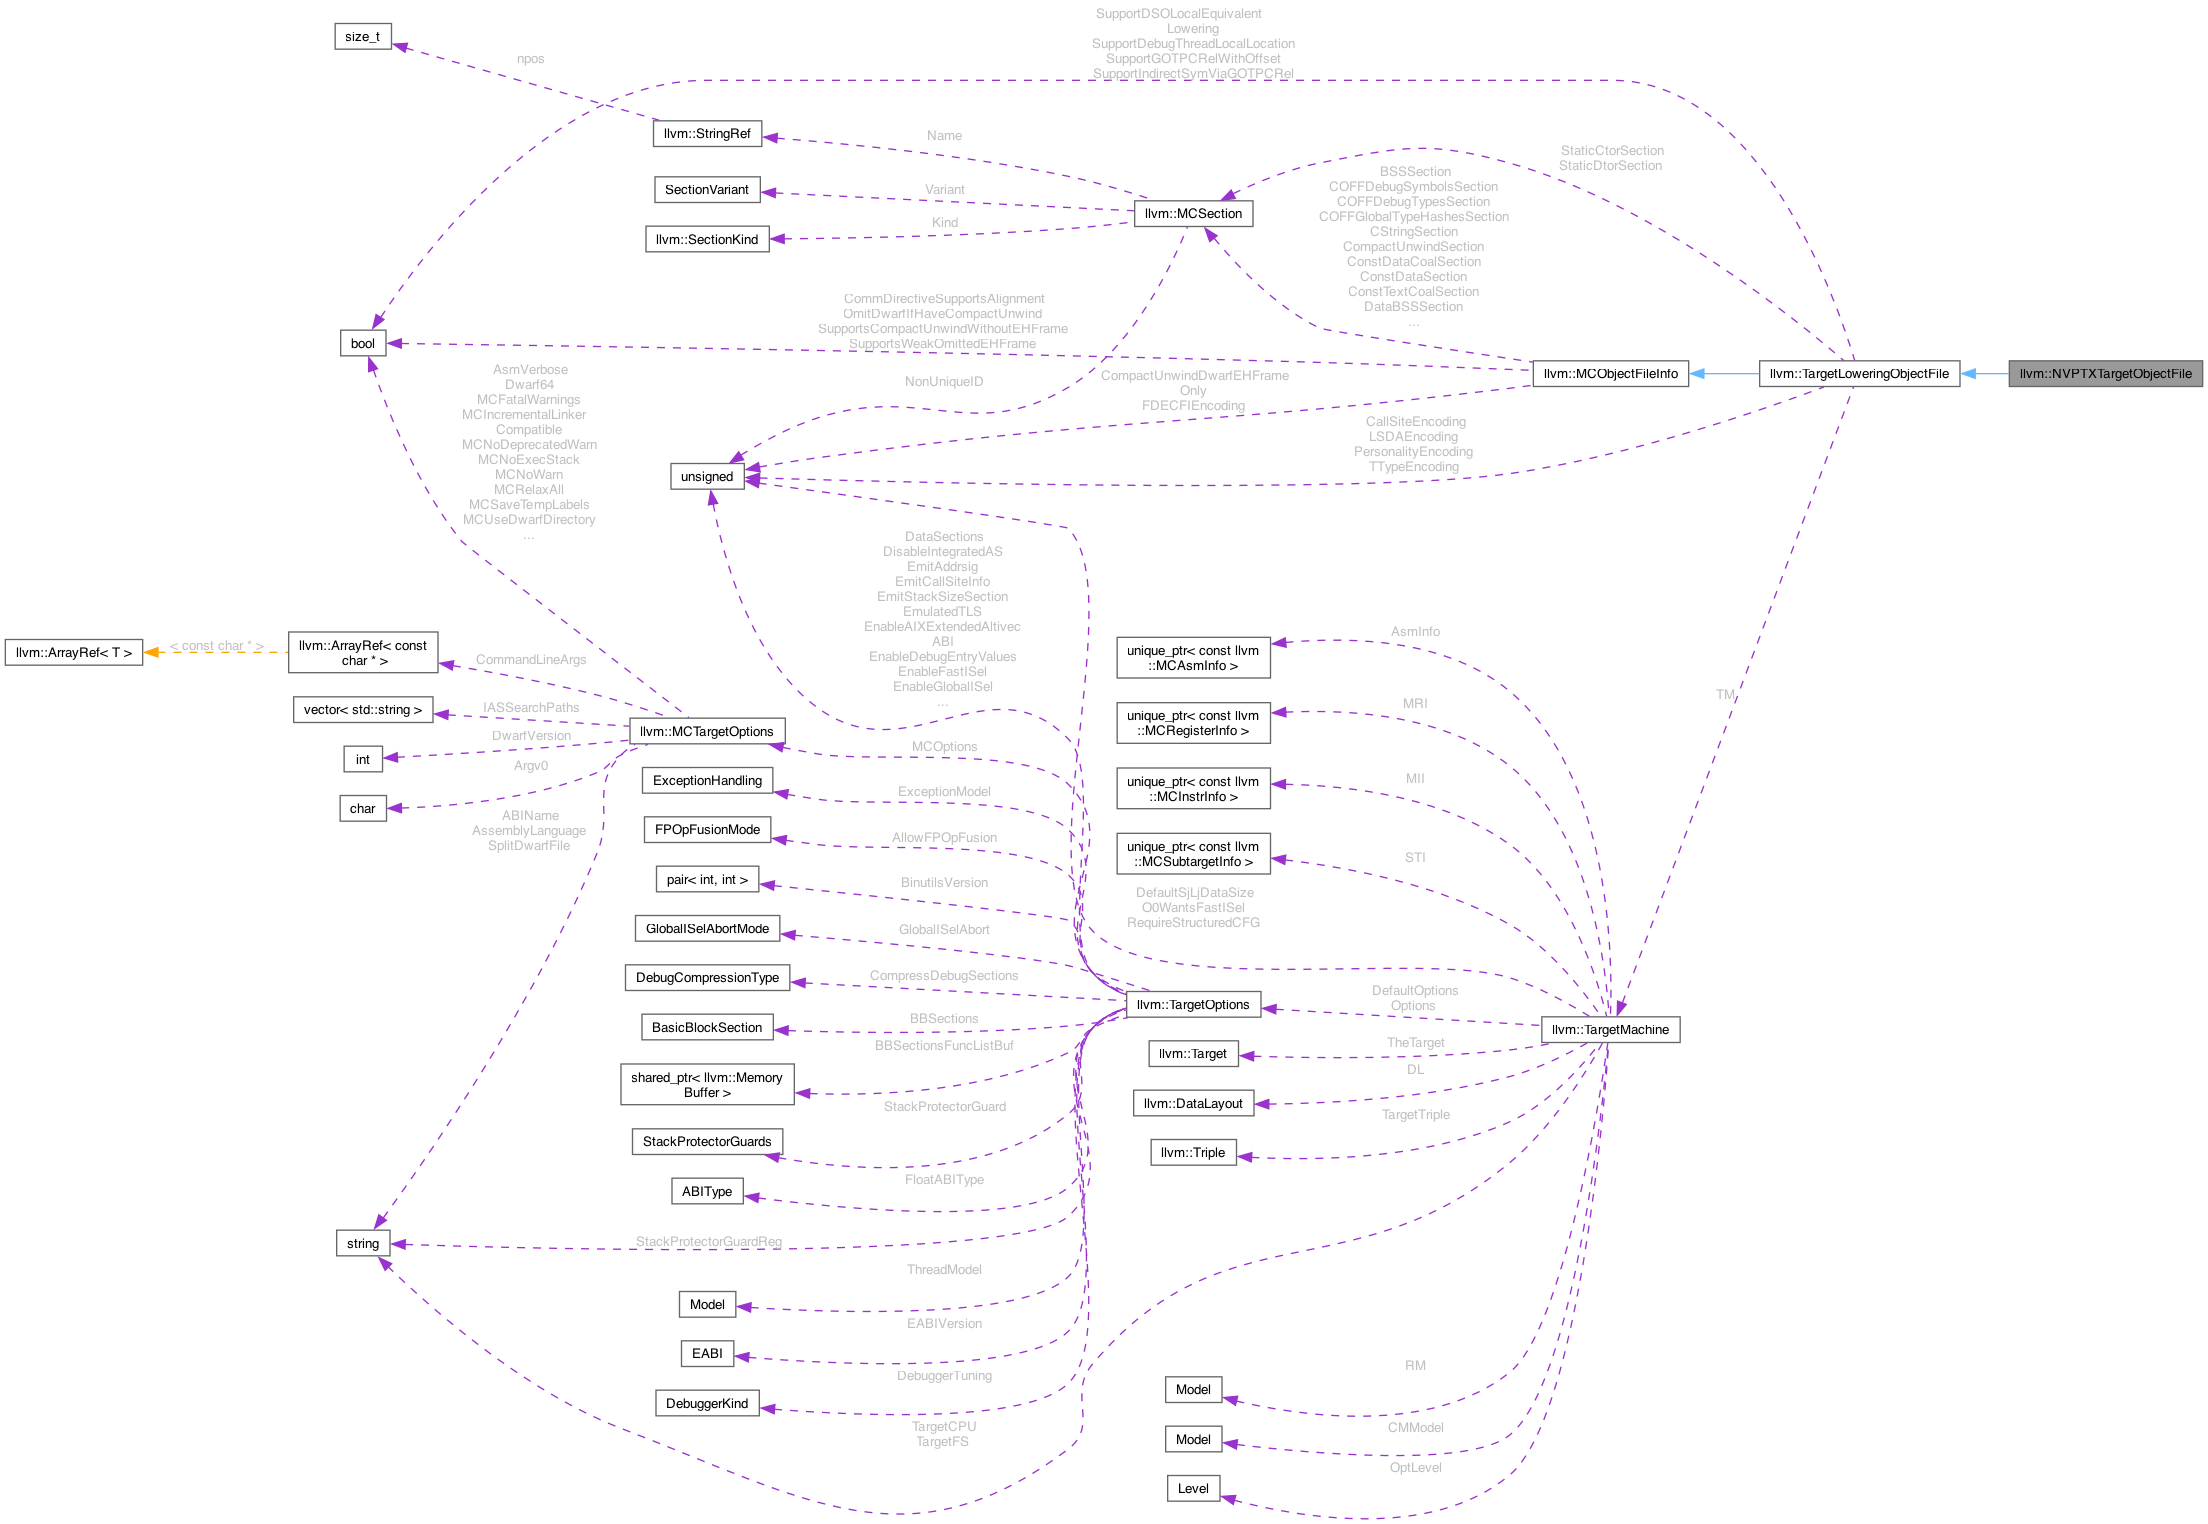 SupportDSOLocalEquivalent
Lowering
SupportDebugThreadLocalLocation
SupportGOTPCRelWithOffset
SupportIndirectSymViaGOTPCRel
size_t
npos
llvm::StringRef
Name
StaticCtorSection
StaticDtorSection
SectionVariant
Variant
llvm::SectionKind
Kind
llvm::MCSection
BSSSection
COFFDebugSymbolsSection
COFFDebugTypesSection
COFFGlobalTypeHashesSection
CStringSection
CompactUnwindSection
ConstDataCoalSection
ConstDataSection
ConstTextCoalSection
DataBSSSection
...
CommDirectiveSupportsAlignment
OmitDwarfIfHaveCompactUnwind
SupportsCompactUnwindWithoutEHFrame
SupportsWeakOmittedEHFrame
bool
llvm::MCObjectFileInfo
llvm::TargetLoweringObjectFile
llvm::NVPTXTargetObjectFile
NonUniqueID
CompactUnwindDwarfEHFrame
Only
FDECFIEncoding
AsmVerbose
Dwarf64
MCFatalWarnings
MCIncrementalLinker
Compatible
MCNoDeprecatedWarn
MCNoExecStack
MCNoWarn
MCRelaxAll
MCSaveTempLabels
MCUseDwarfDirectory
...
CallSiteEncoding
LSDAEncoding
PersonalityEncoding
TTypeEncoding
unsigned
DataSections
DisableIntegratedAS
EmitAddrsig
EmitCallSiteInfo
EmitStackSizeSection
EmulatedTLS
EnableAIXExtendedAltivec
ABI
EnableDebugEntryValues
EnableFastISel
EnableGlobalISel
...
llvm::ArrayRef< T >
< const char * >
llvm::ArrayRef< const
char * >
CommandLineArgs
vector< std::string >
IASSearchPaths
int
DwarfVersion
char
Argv0
llvm::MCTargetOptions
MCOptions
ABIName
AssemblyLanguage
SplitDwarfFile
unique_ptr< const llvm
::MCAsmInfo >
AsmInfo
unique_ptr< const llvm
::MCRegisterInfo >
MRI
unique_ptr< const llvm
::MCInstrInfo >
MII
unique_ptr< const llvm
::MCSubtargetInfo >
STI
TM
ExceptionHandling
ExceptionModel
FPOpFusionMode
AllowFPOpFusion
pair< int, int >
BinutilsVersion
DefaultSjLjDataSize
O0WantsFastISel
RequireStructuredCFG
GlobalISelAbortMode
GlobalISelAbort
DebugCompressionType
CompressDebugSections
llvm::TargetOptions
DefaultOptions
Options
llvm::TargetMachine
BasicBlockSection
BBSections
BBSectionsFuncListBuf
llvm::Target
TheTarget
DL
shared_ptr< llvm::Memory
Buffer >
llvm::DataLayout
StackProtectorGuard
TargetTriple
StackProtectorGuards
llvm::Triple
ABIType
FloatABIType
string
StackProtectorGuardReg
ThreadModel
Model
EABIVersion
EABI
DebuggerTuning
DebuggerKind
TargetCPU
TargetFS
RM
Model
CMModel
Model
OptLevel
Level